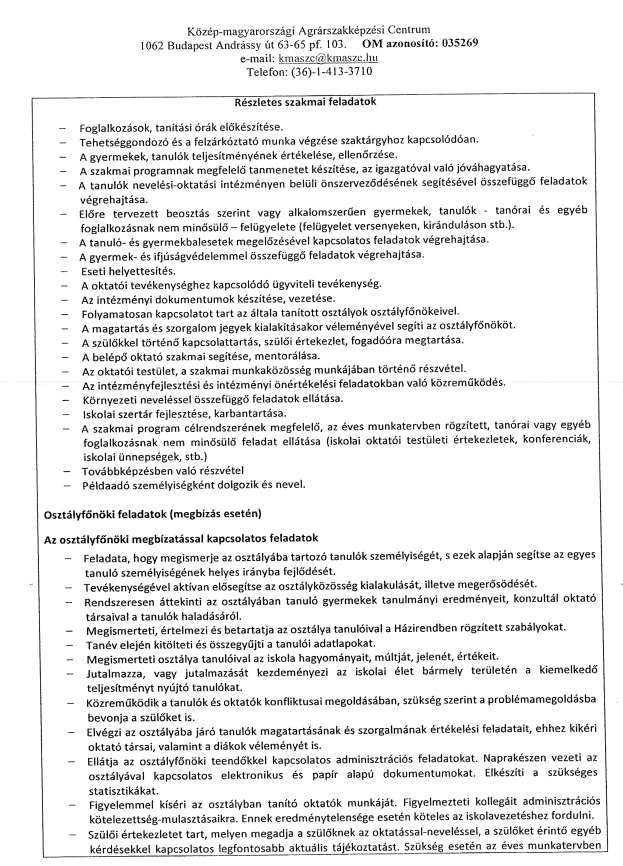 Közép-magyarországi Agrárszakképzési Centrum
1062 Budapest Andrássy út 63-65 pf. 103. OM azonosító: 035269
e-mail: kmaszc@kmaszc.hu
Telefon: (36)-1-413-3710
Részletes szakmai feladatok
– Foglalkozások, tanítási órák előkészítése.
– Tehetséggondozó és a felzárkóztató munka végzése szaktárgyhoz kapcsolódóan.
– A gyermekek, tanulók teljesítményének értékelése, ellenőrzése.
– A szakmai programnak megfelelő tanmenetet készítése, az igazgatóval való jóváhagyatása.
– A tanulók nevelési-oktatási intézményen belüli önszerveződésének segítésével összefüggő feladatok
végrehajtása.
– Előre tervezett beosztás szerint vagy alkalomszerűen gyermekek, tanulók - tanórai és egyéb
foglalkozásnak nem minősülő – felügyelete (felügyelet versenyeken, kiránduláson stb.).
– A tanuló- és gyermekbalesetek megelőzésével kapcsolatos feladatok végrehajtása.
– A gyermek- és ifjúságvédelemmel összefüggő feladatok végrehajtása.
– Eseti helyettesítés.
– A oktatói tevékenységhez kapcsolódó ügyviteli tevékenység.
– Az intézményi dokumentumok készítése, vezetése.
– Folyamatosan kapcsolatot tart az általa tanított osztályok osztályfőnökeivel.
– A magatartás és szorgalom jegyek kialakításakor véleményével segíti az osztályfőnököt.
– A szülőkkel történő kapcsolattartás, szülői értekezlet, fogadóóra megtartása.
– A belépő oktató szakmai segítése, mentorálása.
– Az oktatói testület, a szakmai munkaközösség munkájában történő részvétel.
– Az intézményfejlesztési és intézményi önértékelési feladatokban való közreműködés.
– Környezeti neveléssel összefüggő feladatok ellátása.
– Iskolai szertár fejlesztése, karbantartása.
– A szakmai program célrendszerének megfelelő, az éves munkatervben rögzített, tanórai vagy egyéb
foglalkozásnak nem minősülő feladat ellátása (iskolai oktatói testületi értekezletek, konferenciák,
iskolai ünnepségek, stb.)
– Továbbképzésben való részvétel
– Példaadó személyiségként dolgozik és nevel.
Osztályfőnöki feladatok (megbízás esetén)
Az osztályfőnöki megbízatással kapcsolatos feladatok
– Feladata, hogy megismerje az osztályába tartozó tanulók személyiségét, s ezek alapján segítse az egyes
tanuló személyiségének helyes irányba fejlődését.
– Tevékenységével aktívan elősegítse az osztályközösség kialakulását, illetve megerősödését.
– Rendszeresen áttekinti az osztályában tanuló gyermekek tanulmányi eredményeit, konzultál oktató
társaival a tanulók haladásáról.
– Megismerteti, értelmezi és betartatja az osztálya tanulóival a Házirendben rögzített szabályokat.
– Tanév elején kitölteti és összegyűjti a tanulói adatlapokat.
– Megismerteti osztálya tanulóival az iskola hagyományait, múltját, jelenét, értékeit.
– Jutalmazza, vagy jutalmazását kezdeményezi az iskolai élet bármely területén a kiemelkedő
teljesítményt nyújtó tanulókat.
– Közreműködik a tanulók és oktatók konfliktusai megoldásában, szükség szerint a problémamegoldásba
bevonja a szülőket is.
– Elvégzi az osztályába járó tanulók magatartásának és szorgalmának értékelési feladatait, ehhez kikéri
oktató társai, valamint a diákok véleményét is.
– Ellátja az osztályfőnöki teendőkkel kapcsolatos adminisztrációs feladatokat. Naprakészen vezeti az
osztályával kapcsolatos elektronikus és papír alapú dokumentumokat. Elkészíti a szükséges
statisztikákat.
– Figyelemmel kíséri az osztályban tanító oktatók munkáját. Figyelmezteti kollégáit adminisztrációs
kötelezettség-mulasztásaikra. Ennek eredménytelensége esetén köteles az iskolavezetéshez fordulni.
– Szülői értekezletet tart, melyen megadja a szülőknek az oktatással-neveléssel, a szülőket érintő egyéb
kérdésekkel kapcsolatos legfontosabb aktuális tájékoztatást. Szükség esetén az éves munkatervben